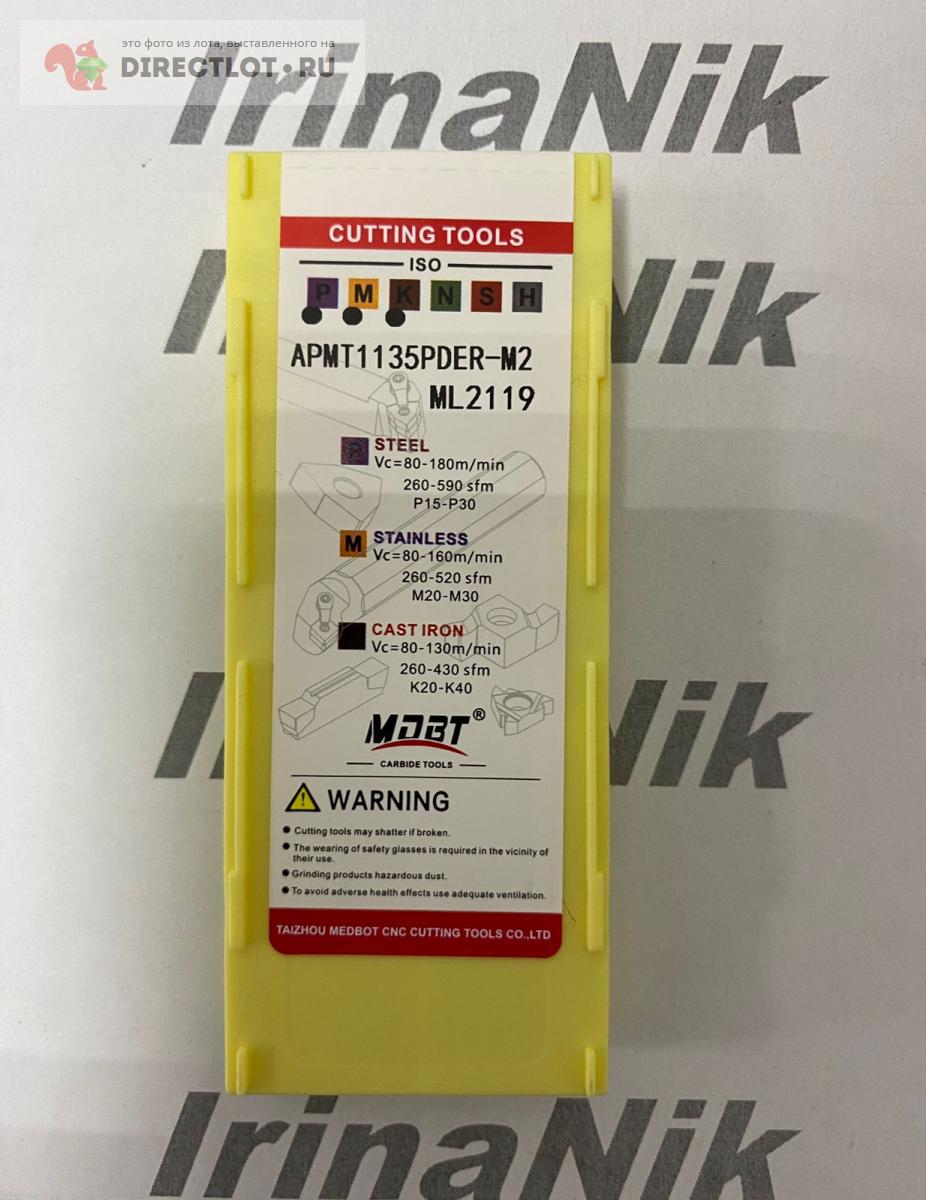 это фото из лота, выставленного на
DIRECTLOT.RU
IrinaNik
CUTTING TOOLS
ISO
P M K N S H
APMT1135PDER-M2
ML2119
P STEEL
Vc=80-180m/min
260-590 sfm
P15-P30
M STAINLESS
Vc=80-160m/min
260-520 sfm
M20-M30
CAST IRON
Vc=80-130m/min
260-430 sfm
K20-K40
MDBT®
CARBIDE TOOLS
WARNING
● Cutting tools may shatter if broken.
● The wearing of safety glasses is required in the vicinity of
their use.
● Grinding products hazardous dust.
● To avoid adverse health effects use adequate ventilation.
TAIZHOU MEDBOT CNC CUTTING TOOLS CO.,LTD
IrinaNik